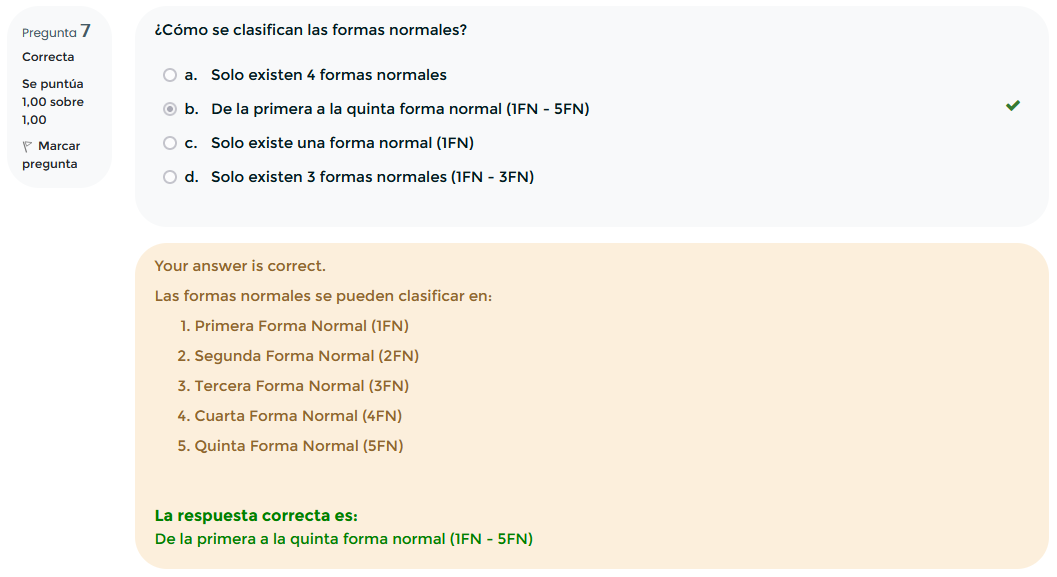 Pregunta 7
Correcta
Se puntúa
1,00 sobre
1,00
Marcar
pregunta
¿Cómo se clasifican las formas normales?
a. Solo existen 4 formas normales
b. De la primera a la quinta forma normal (1FN - 5FN)
c. Solo existe una forma normal (1FN)
d. Solo existen 3 formas normales (1FN - 3FN)
Your answer is correct.
Las formas normales se pueden clasificar en:
1. Primera Forma Normal (1FN)
2. Segunda Forma Normal (2FN)
3. Tercera Forma Normal (3FN)
4. Cuarta Forma Normal (4FN)
5. Quinta Forma Normal (5FN)
La respuesta correcta es:
De la primera a la quinta forma normal (1FN - 5FN)